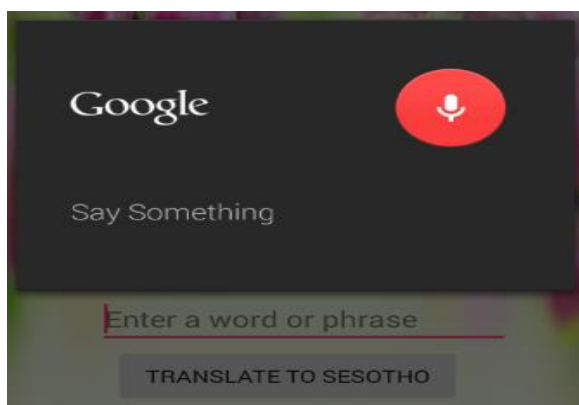 Google
Say Something
Enter a word or phrase
TRANSLATE TO SESOTHO